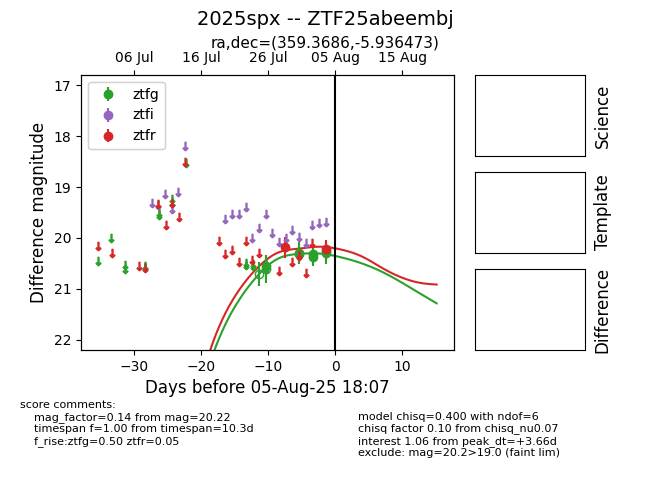 2025spx -- ZTF25abeembj
ra,dec=(359.3686,-5.936473)
06 Jul 16 Jul 26 Jul 05 Aug 15 Aug
17
18
19
20
21
22
Difference magnitude
ztfg
ztfi
ztfr
−30 −20 −10 0 10
Days before 05-Aug-25 18:07
Science
Template
Difference
score comments:
mag_factor=0.14 from mag=20.22
timespan f=1.00 from timespan=10.3d
f_rise:ztfg=0.50 ztfr=0.05
model chisq=0.400 with ndof=6
chisq factor 0.10 from chisq_nu0.07
interest 1.06 from peak_dt=+3.66d
exclude: mag=20.2>19.0 (faint lim)